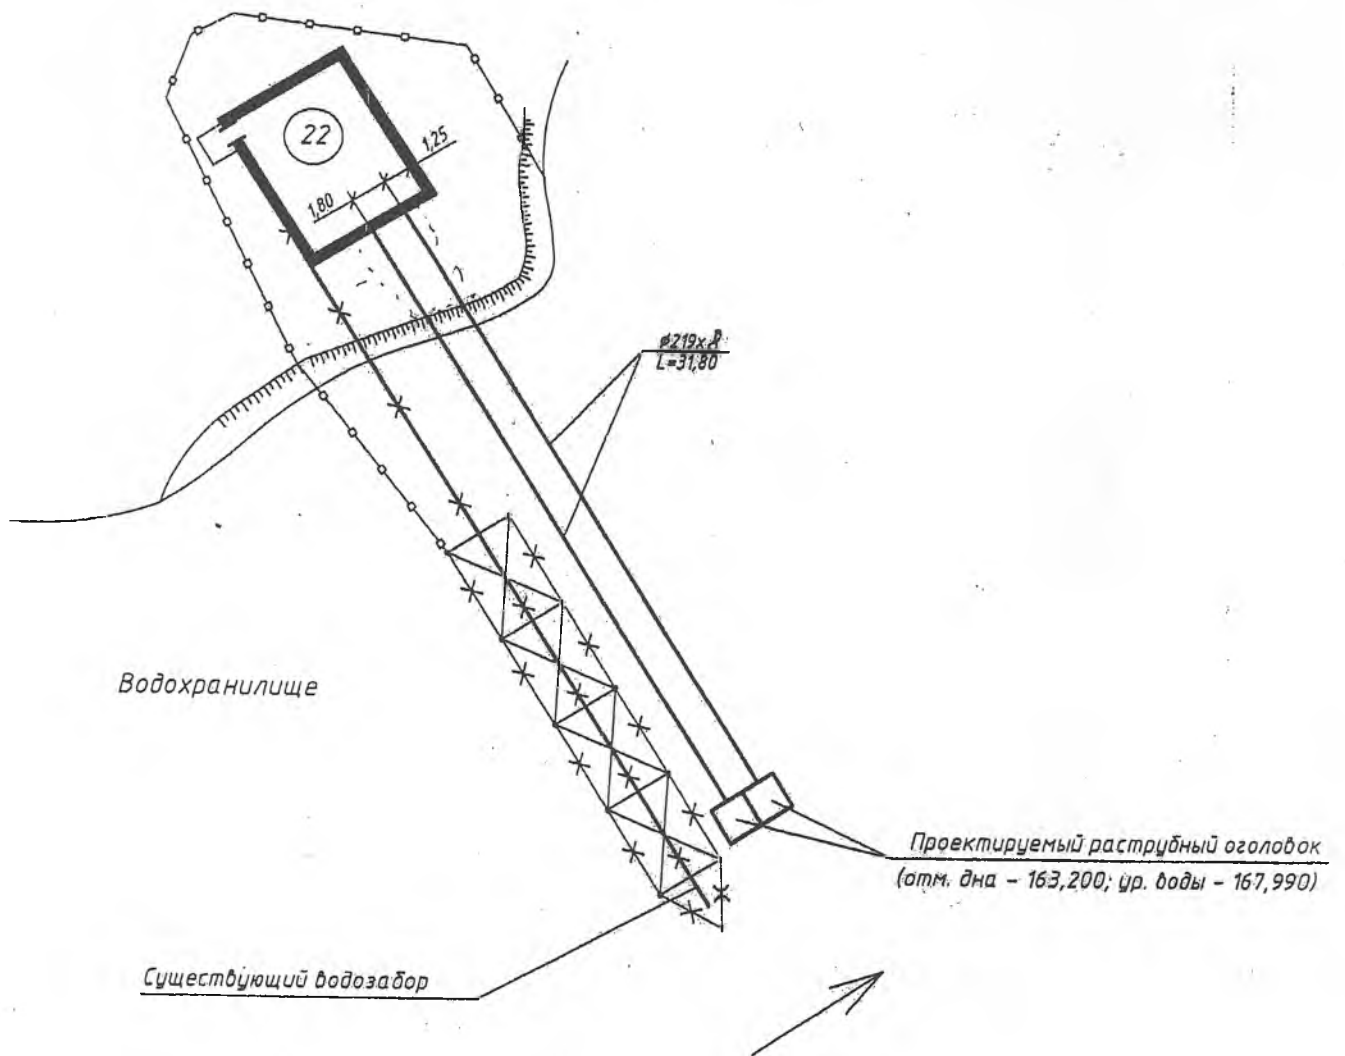 22
1,25
1,80
⌀219х8
L=31,80
Водохранилище
Проектируемый раструбный оголовок
(отм. дна - 163,200; ур. воды - 167,990)
Существующий водозабор